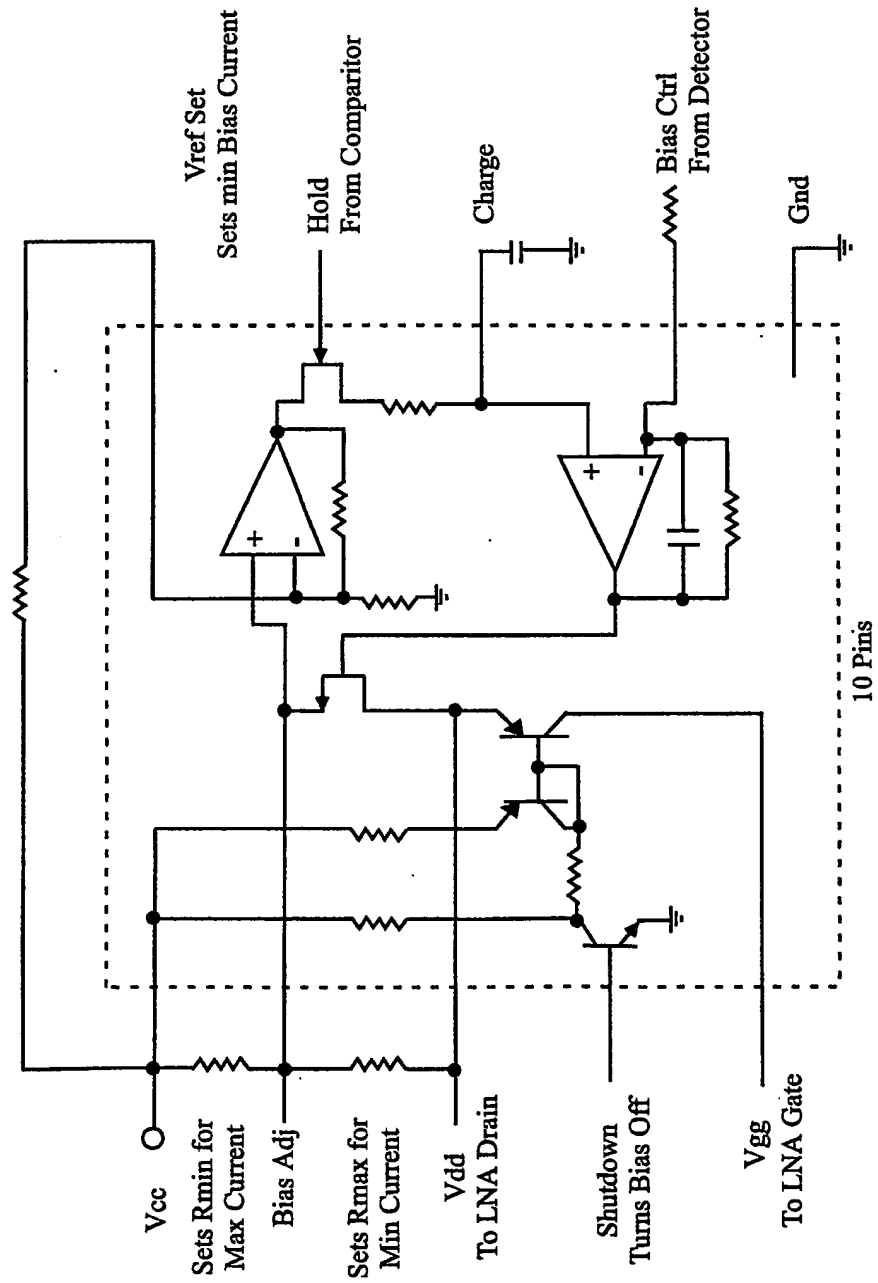 Vcc
Sets Rmin for
Max Current
Bias Adj
Sets Rmax for
Min Current
Vdd
To LNA Drain
Shutdown
Turns Bias Off
Vgg
To LNA Gate
+
-
+
-
Vref Set
Sets min Bias Current
Hold
From Comparitor
Charge
Bias Ctrl
From Detector
Gnd
10 Pins